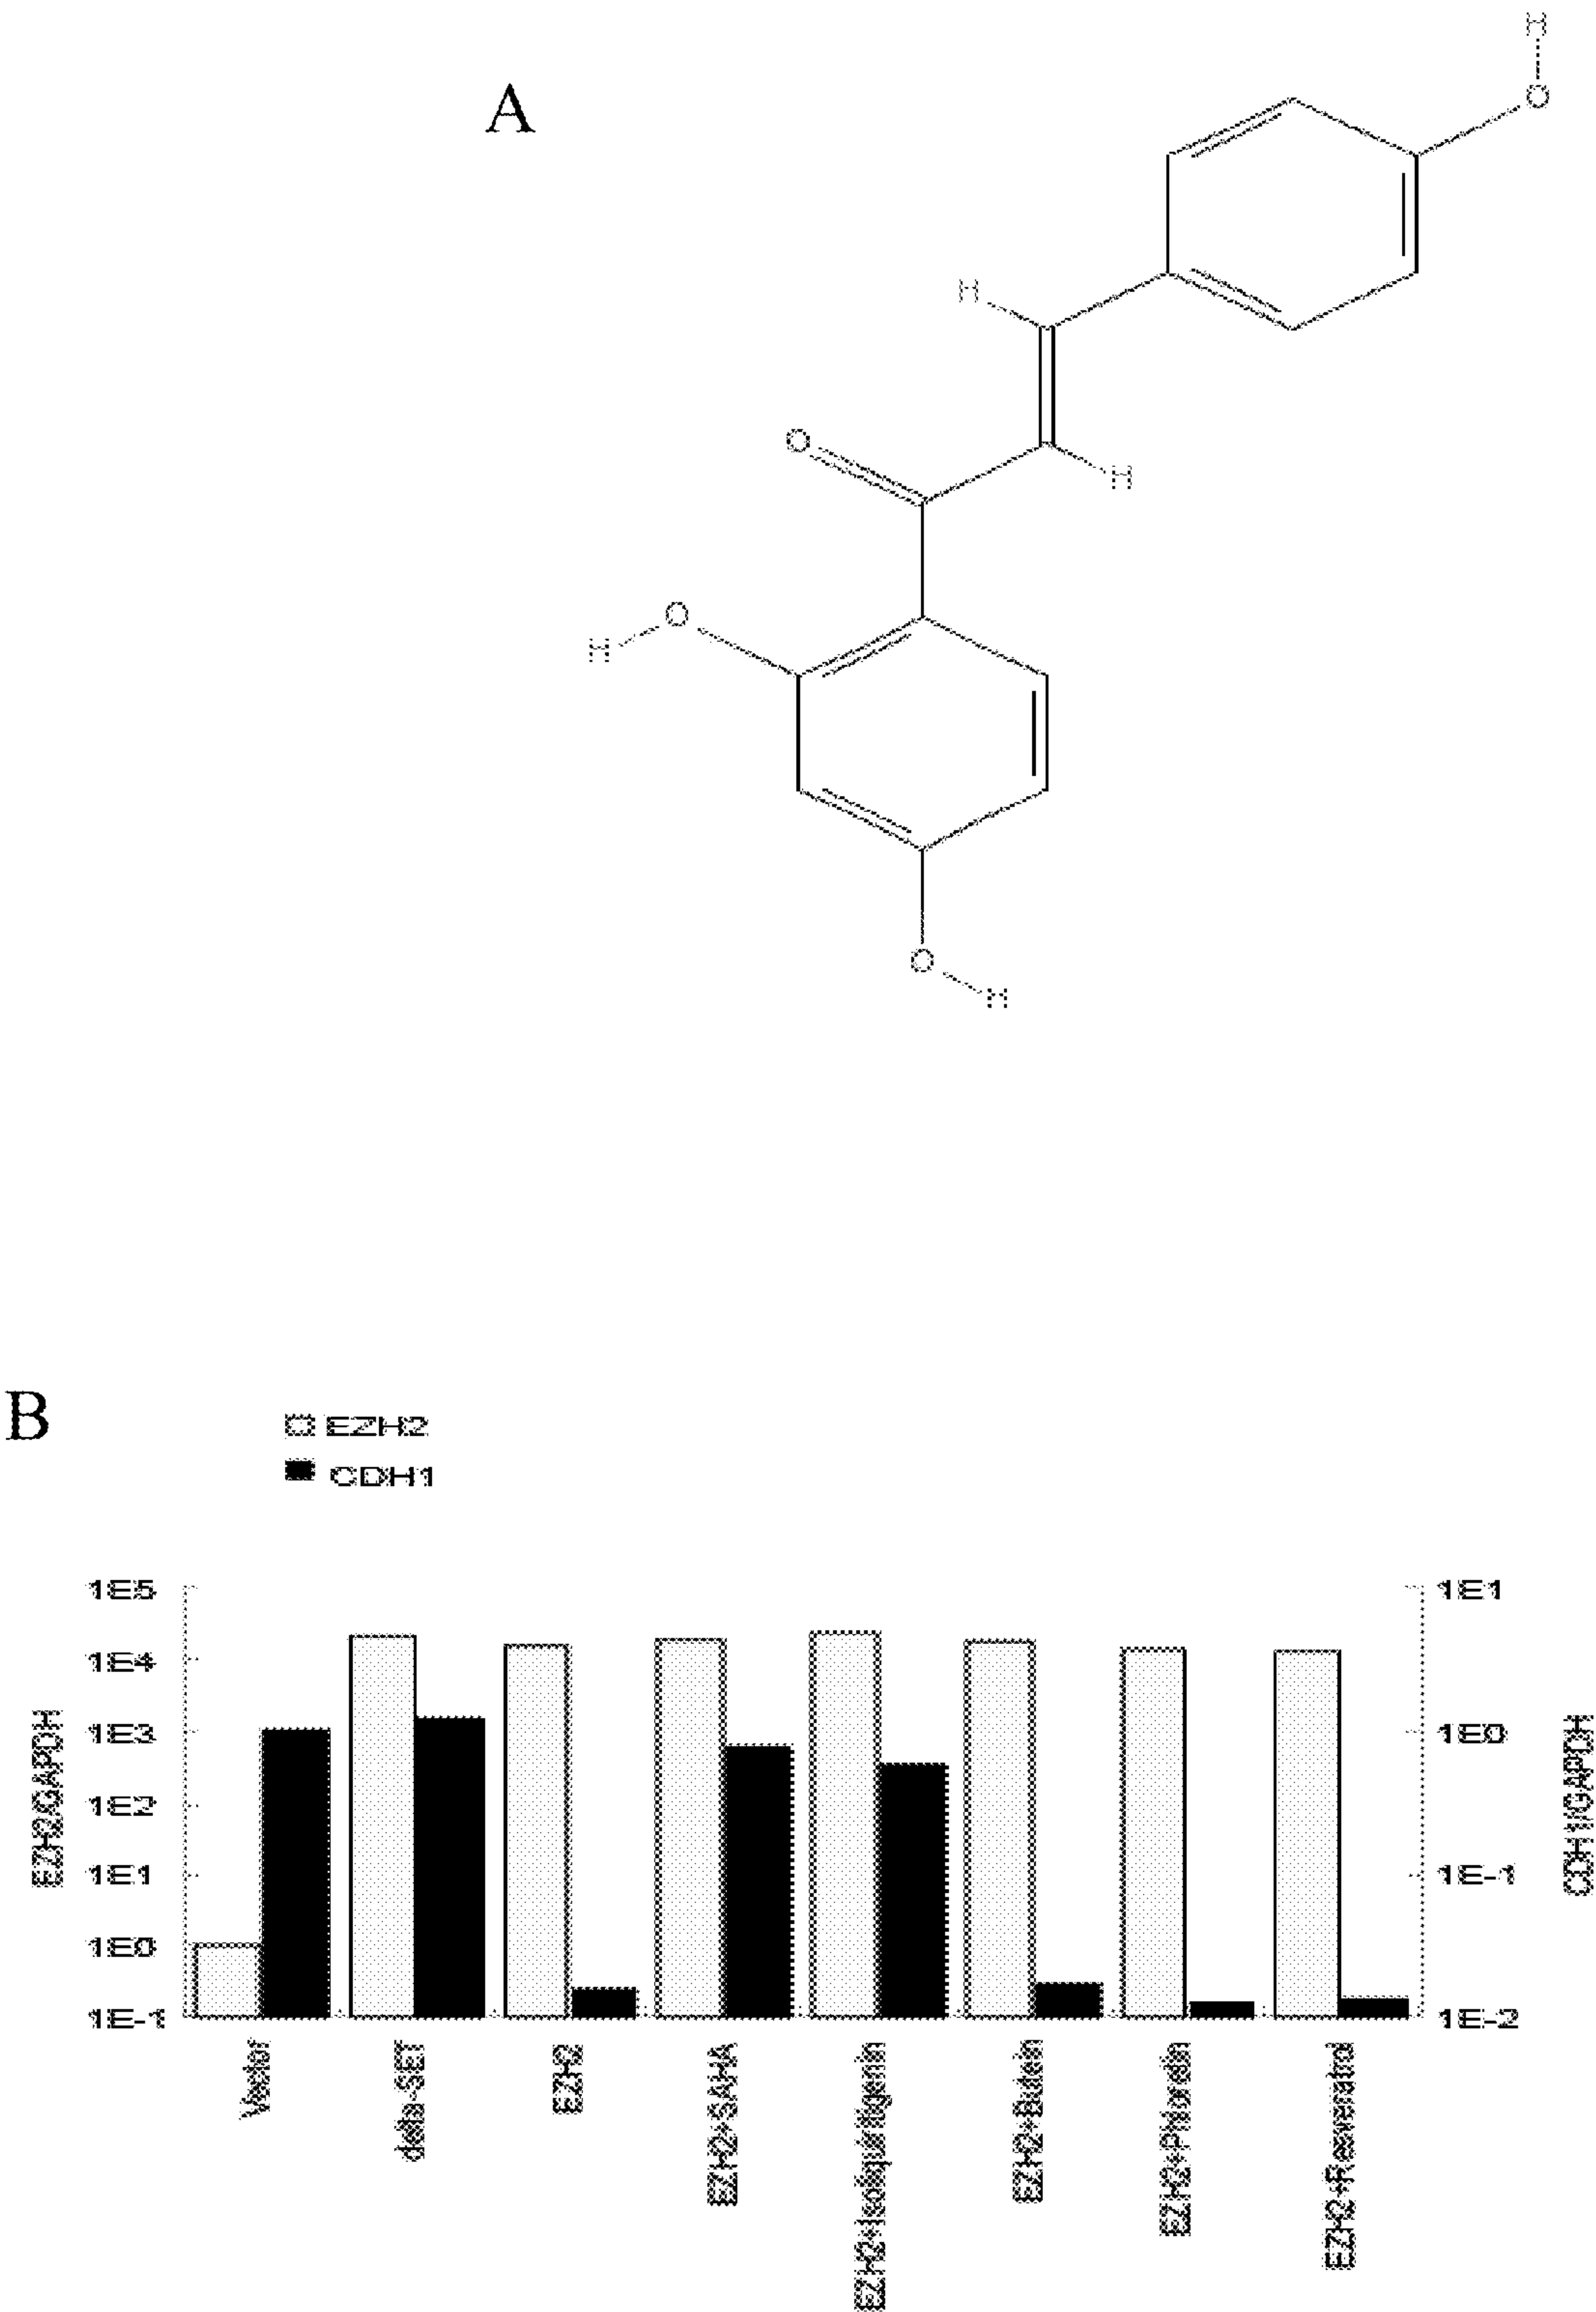 A
H
O
H
O
H
O
H
O
H
B
EZH2
CDH1
1E5
1E4
1E3
1E2
1E1
1E0
1E-1
EZH2/GAPDH
1E1
1E0
1E-1
1E-2
CDH1/GAPDH
Vector
delta-SET
EZH2
EZH2+SAHA
EZH2+Isoliquiritigenin
EZH2+Butein
EZH2+Phloretin
EZH2+Resveratrol